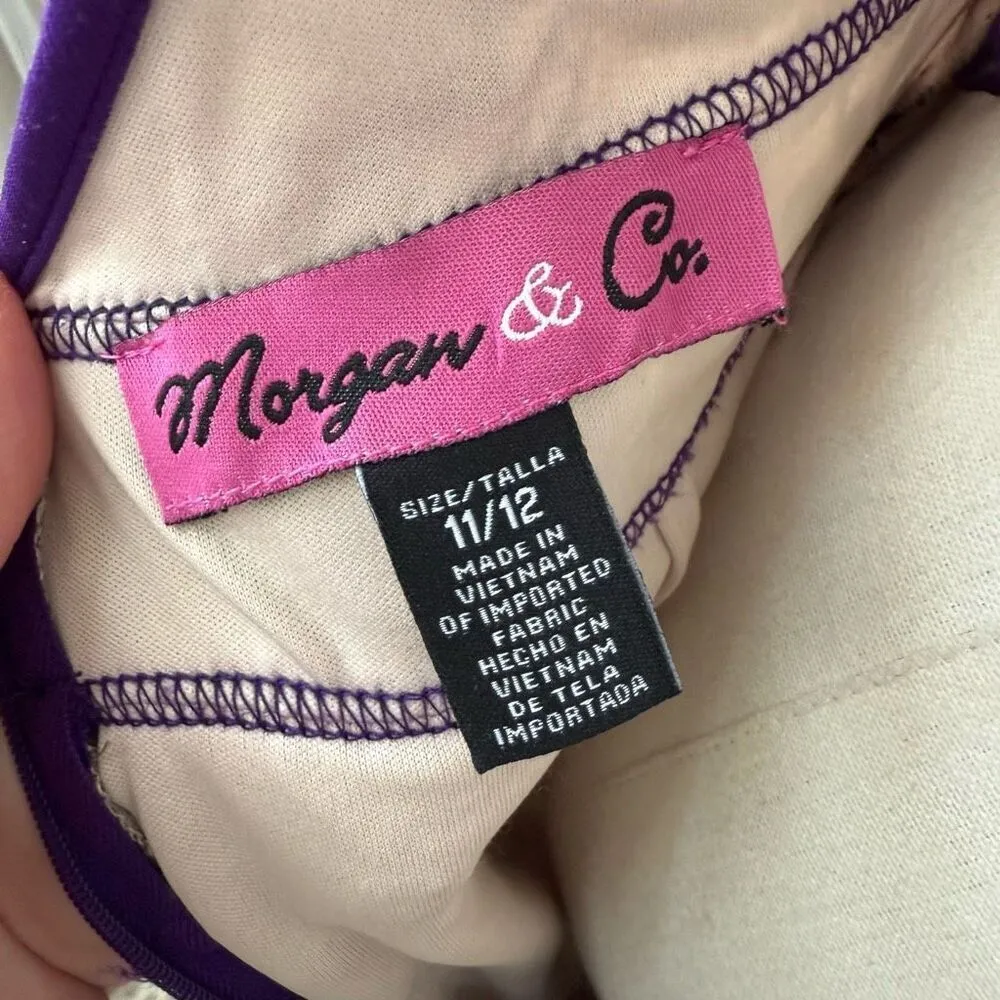 Morgan & Co.
SIZE/TALLA
11/12
MADE IN
VIETNAM
OF IMPORTED
FABRIC
HECHO EN
VIETNAM
DE TELA
IMPORTADA